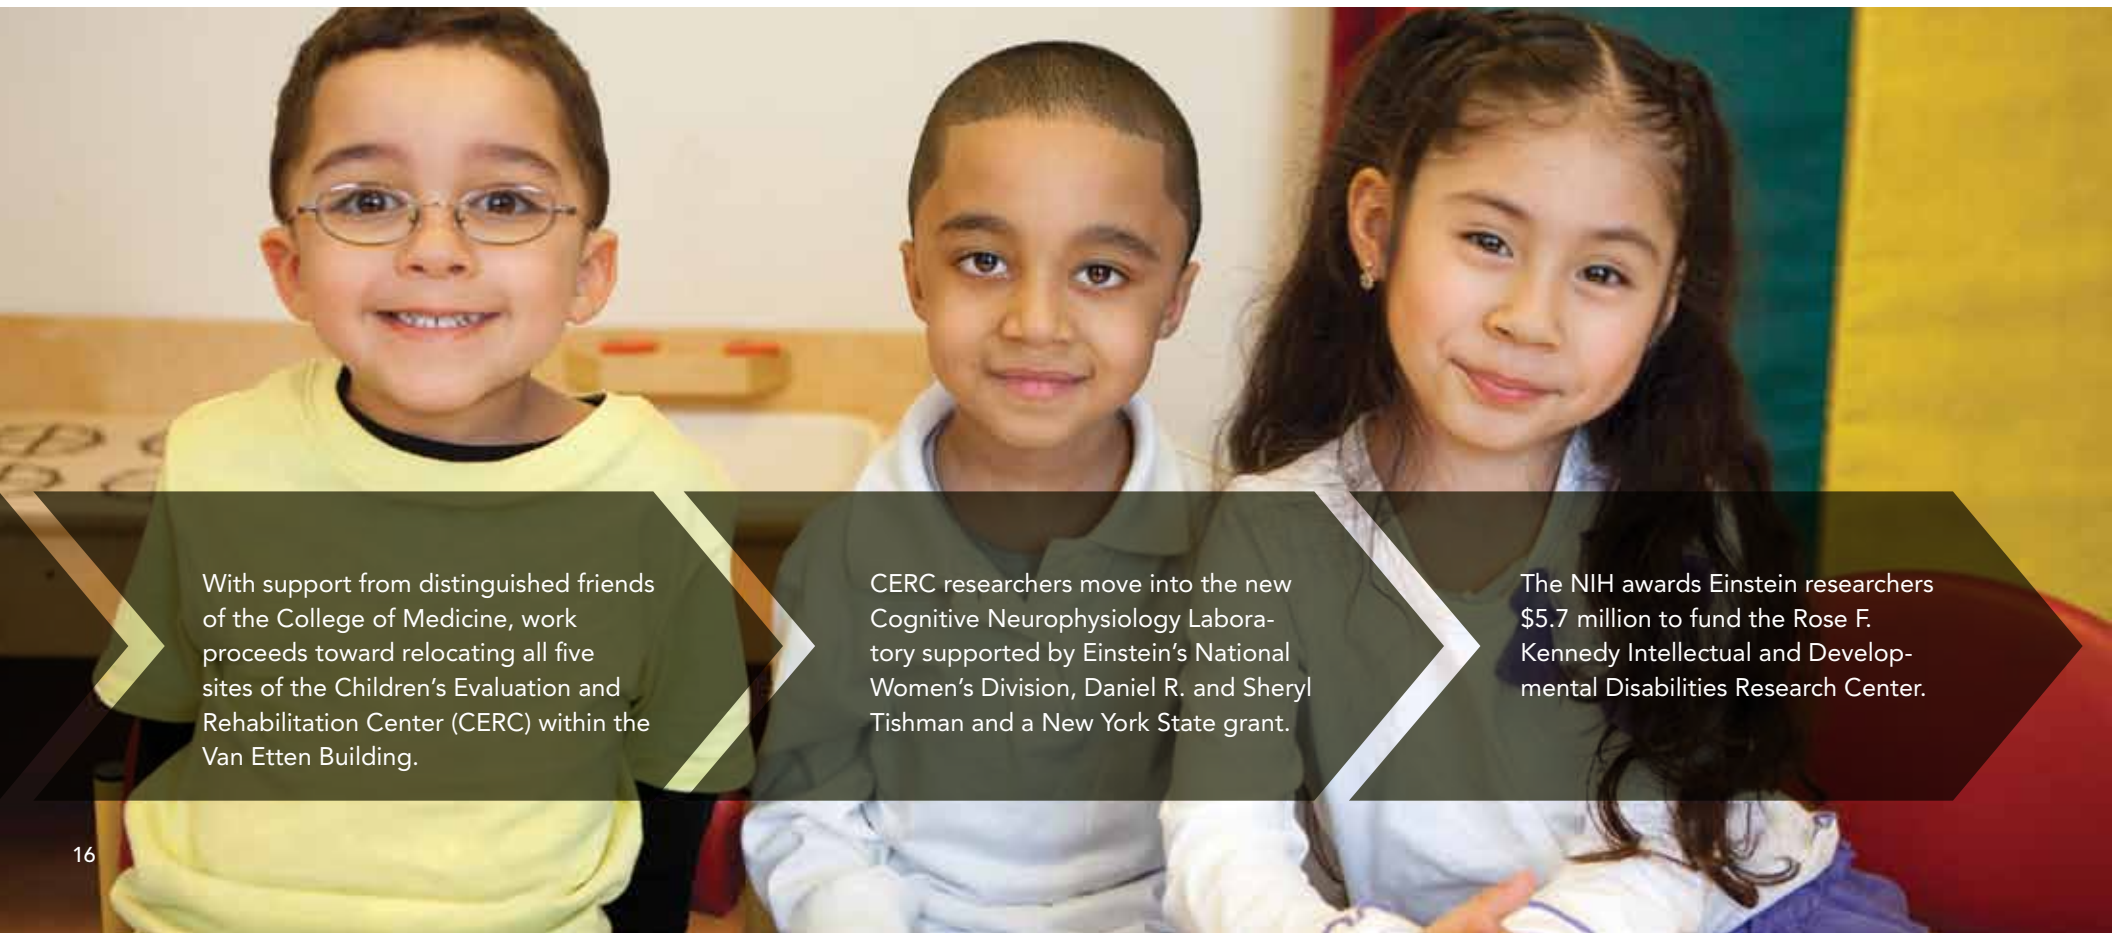 With support from distinguished friends
of the College of Medicine, work
proceeds toward relocating all five
sites of the Children’s Evaluation and
Rehabilitation Center (CERC) within the
Van Etten Building.
CERC researchers move into the new
Cognitive Neurophysiology Labora-
tory supported by Einstein’s National
Women’s Division, Daniel R. and Sheryl
Tishman and a New York State grant.
The NIH awards Einstein researchers
$5.7 million to fund the Rose F.
Kennedy Intellectual and Develop-
mental Disabilities Research Center.
16